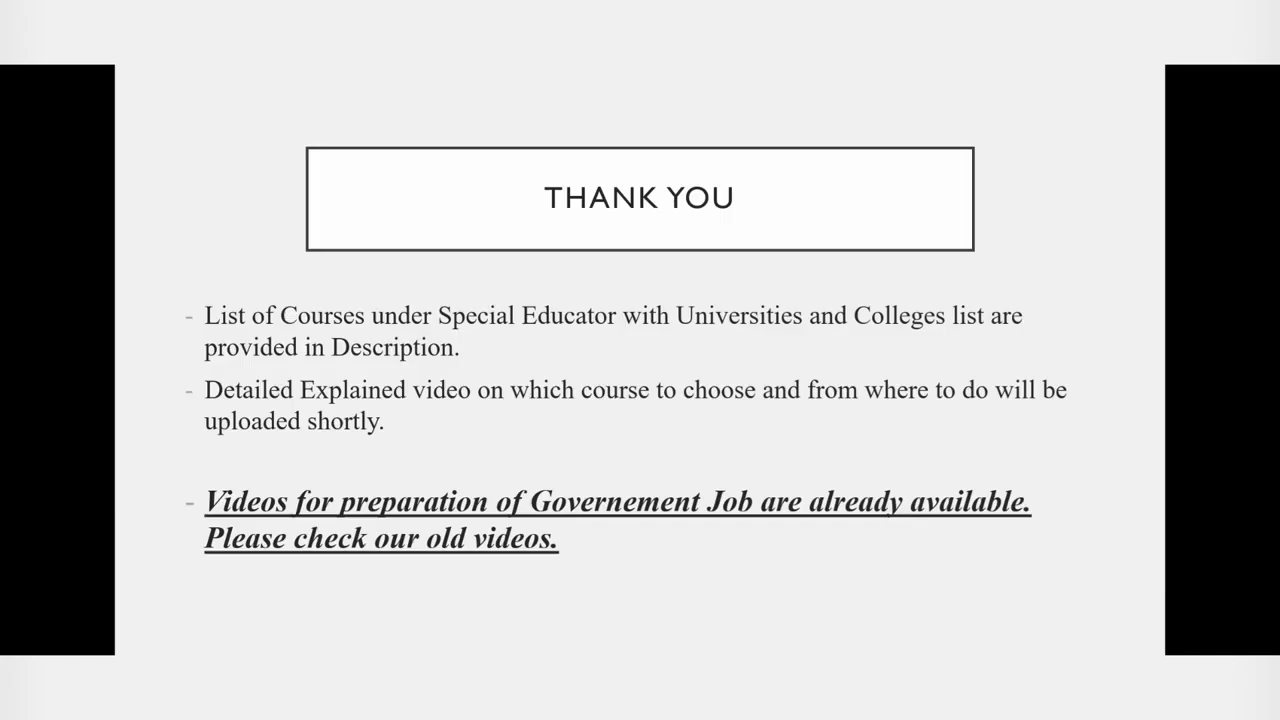 THANK YOU
- List of Courses under Special Educator with Universities and Colleges list are
provided in Description.
- Detailed Explained video on which course to choose and from where to do will be
uploaded shortly.
- Videos for preparation of Governement Job are already available.
Please check our old videos.